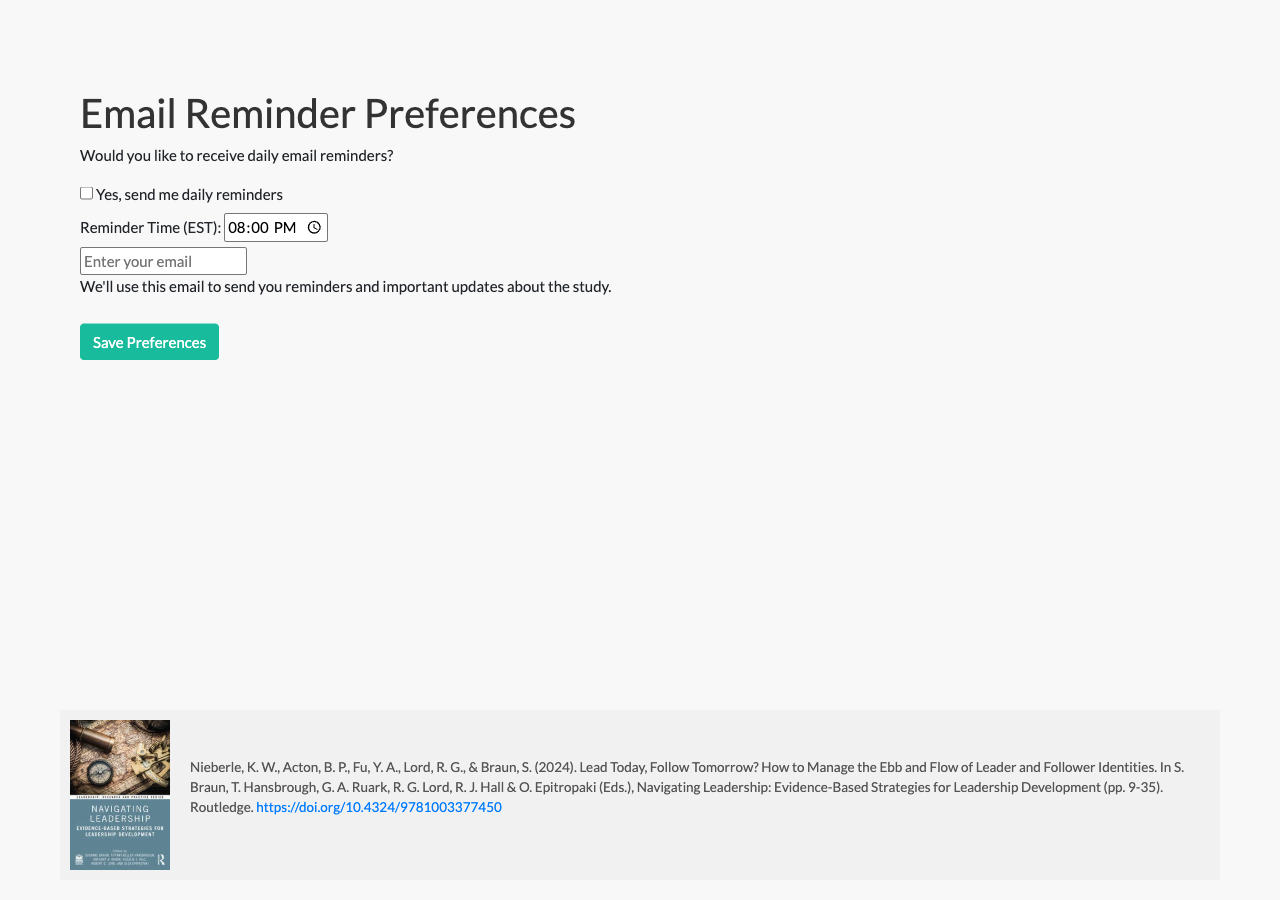 Email Reminder Preferences
Would you like to receive daily email reminders?
Yes, send me daily reminders
Reminder Time (EST): 08:00 PM
Enter your email
We'll use this email to send you reminders and important updates about the study.
Save Preferences
Nieberle, K. W., Acton, B. P., Fu, Y. A., Lord, R. G., & Braun, S. (2024). Lead Today, Follow Tomorrow? How to Manage the Ebb and Flow of Leader and Follower Identities. In S.
Braun, T. Hansbrough, G. A. Ruark, R. G. Lord, R. J. Hall & O. Epitropaki (Eds.), Navigating Leadership: Evidence-Based Strategies for Leadership Development (pp. 9-35).
Routledge. https://doi.org/10.4324/9781003377450
LEADERSHIP: RESEARCH AND PRACTICE SERIES
NAVIGATING
LEADERSHIP
EVIDENCE-BASED STRATEGIES FOR
LEADERSHIP DEVELOPMENT